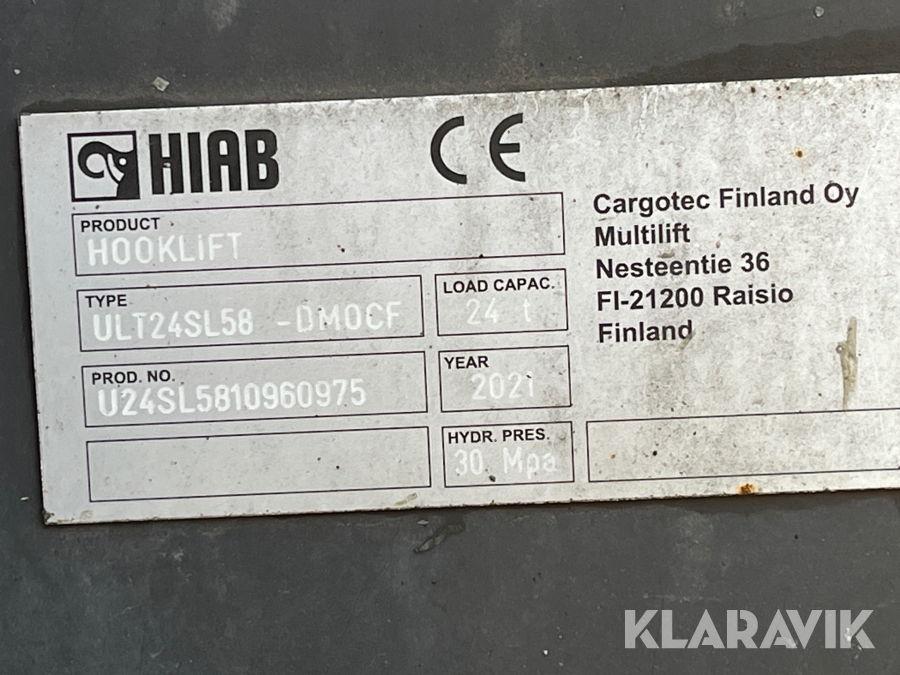 HIAB
CE
PRODUCT
HOOKLiFT
TYPE
ULT24SL58 -DMOCF
LOAD CAPAC.
24 t
PROD. NO.
U24SL5810960975
YEAR
2021
HYDR. PRES.
30 Mpa
Cargotec Finland Oy
Multilift
Nesteentie 36
FI-21200 Raisio
Finland
KLARAVIK